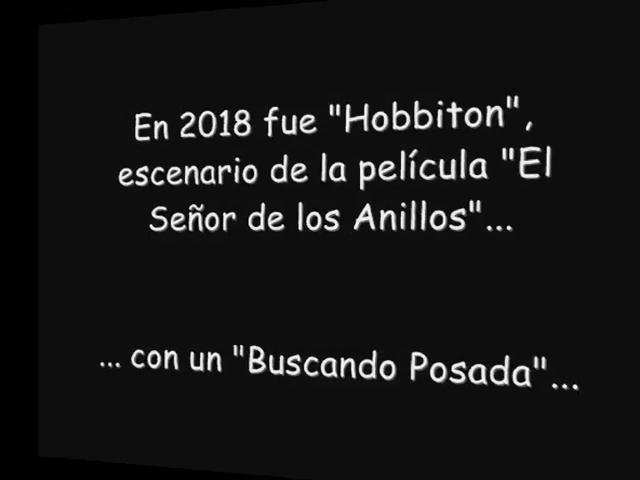 En 2018 fue "Hobbiton",
escenario de la película "El
Señor de los Anillos"...
... con un "Buscando Posada"...